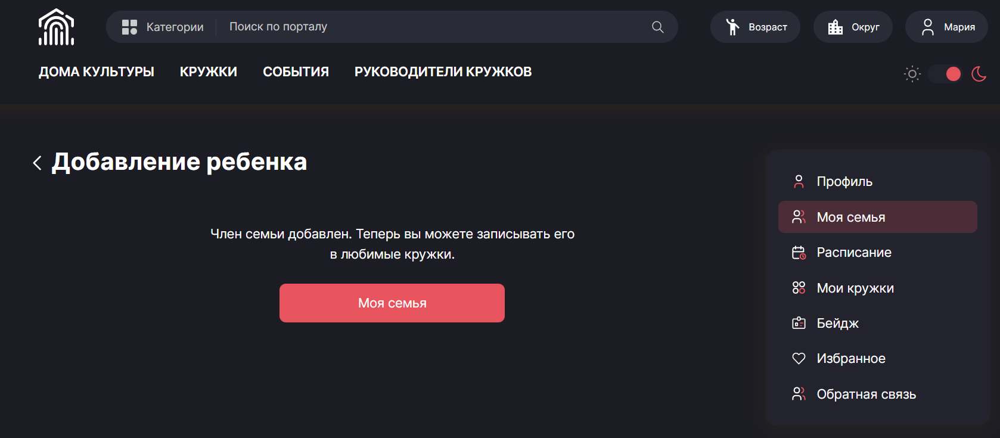 Категории
Поиск по порталу
Возраст
Округ
Мария
ДОМА КУЛЬТУРЫ
КРУЖКИ
СОБЫТИЯ
РУКОВОДИТЕЛИ КРУЖКОВ
Добавление ребенка
Член семьи добавлен. Теперь вы можете записывать его
в любимые кружки.
Моя семья
Профиль
Моя семья
Расписание
Мои кружки
Бейдж
Избранное
Обратная связь